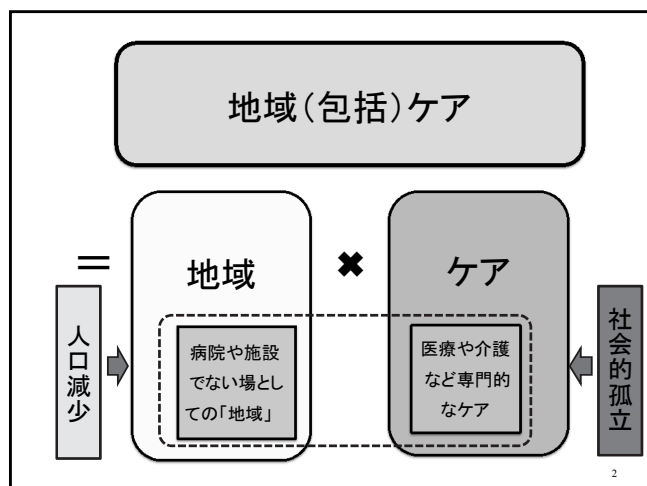 地域（包括）ケア
＝
地域
✖
ケア
人口減少
病院や施設
でない場とし
ての「地域」
医療や介護
など専門的
なケア
社会的孤立
2